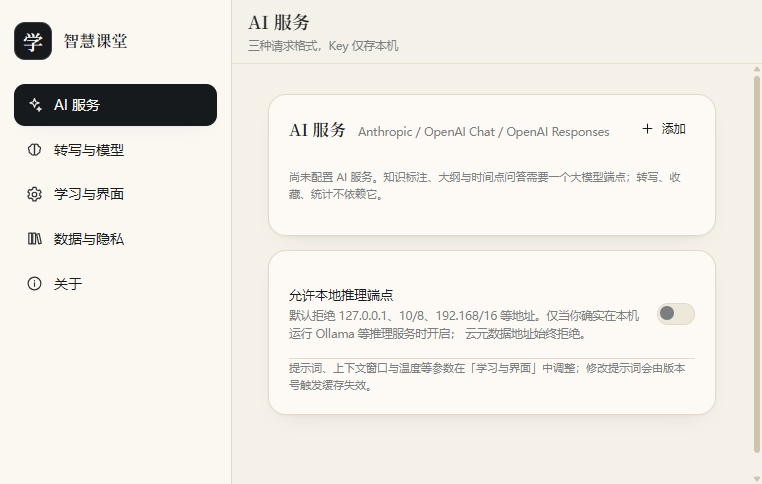 学 智慧课堂
AI 服务
转写与模型
学习与界面
数据与隐私
关于
AI 服务
三种请求格式，Key 仅存本机
AI 服务 Anthropic / OpenAI Chat / OpenAI Responses 添加
尚未配置 AI 服务。知识标注、大纲与时间点问答需要一个大模型端点；转写、收
藏、统计不依赖它。
允许本地推理端点
默认拒绝 127.0.0.1、10/8、192.168/16 等地址。仅当你确实在本机
运行 Ollama 等推理服务时开启； 云元数据地址始终拒绝。
提示词、上下文窗口与温度等参数在「学习与界面」中调整；修改提示词会由版本
号触发缓存失效。